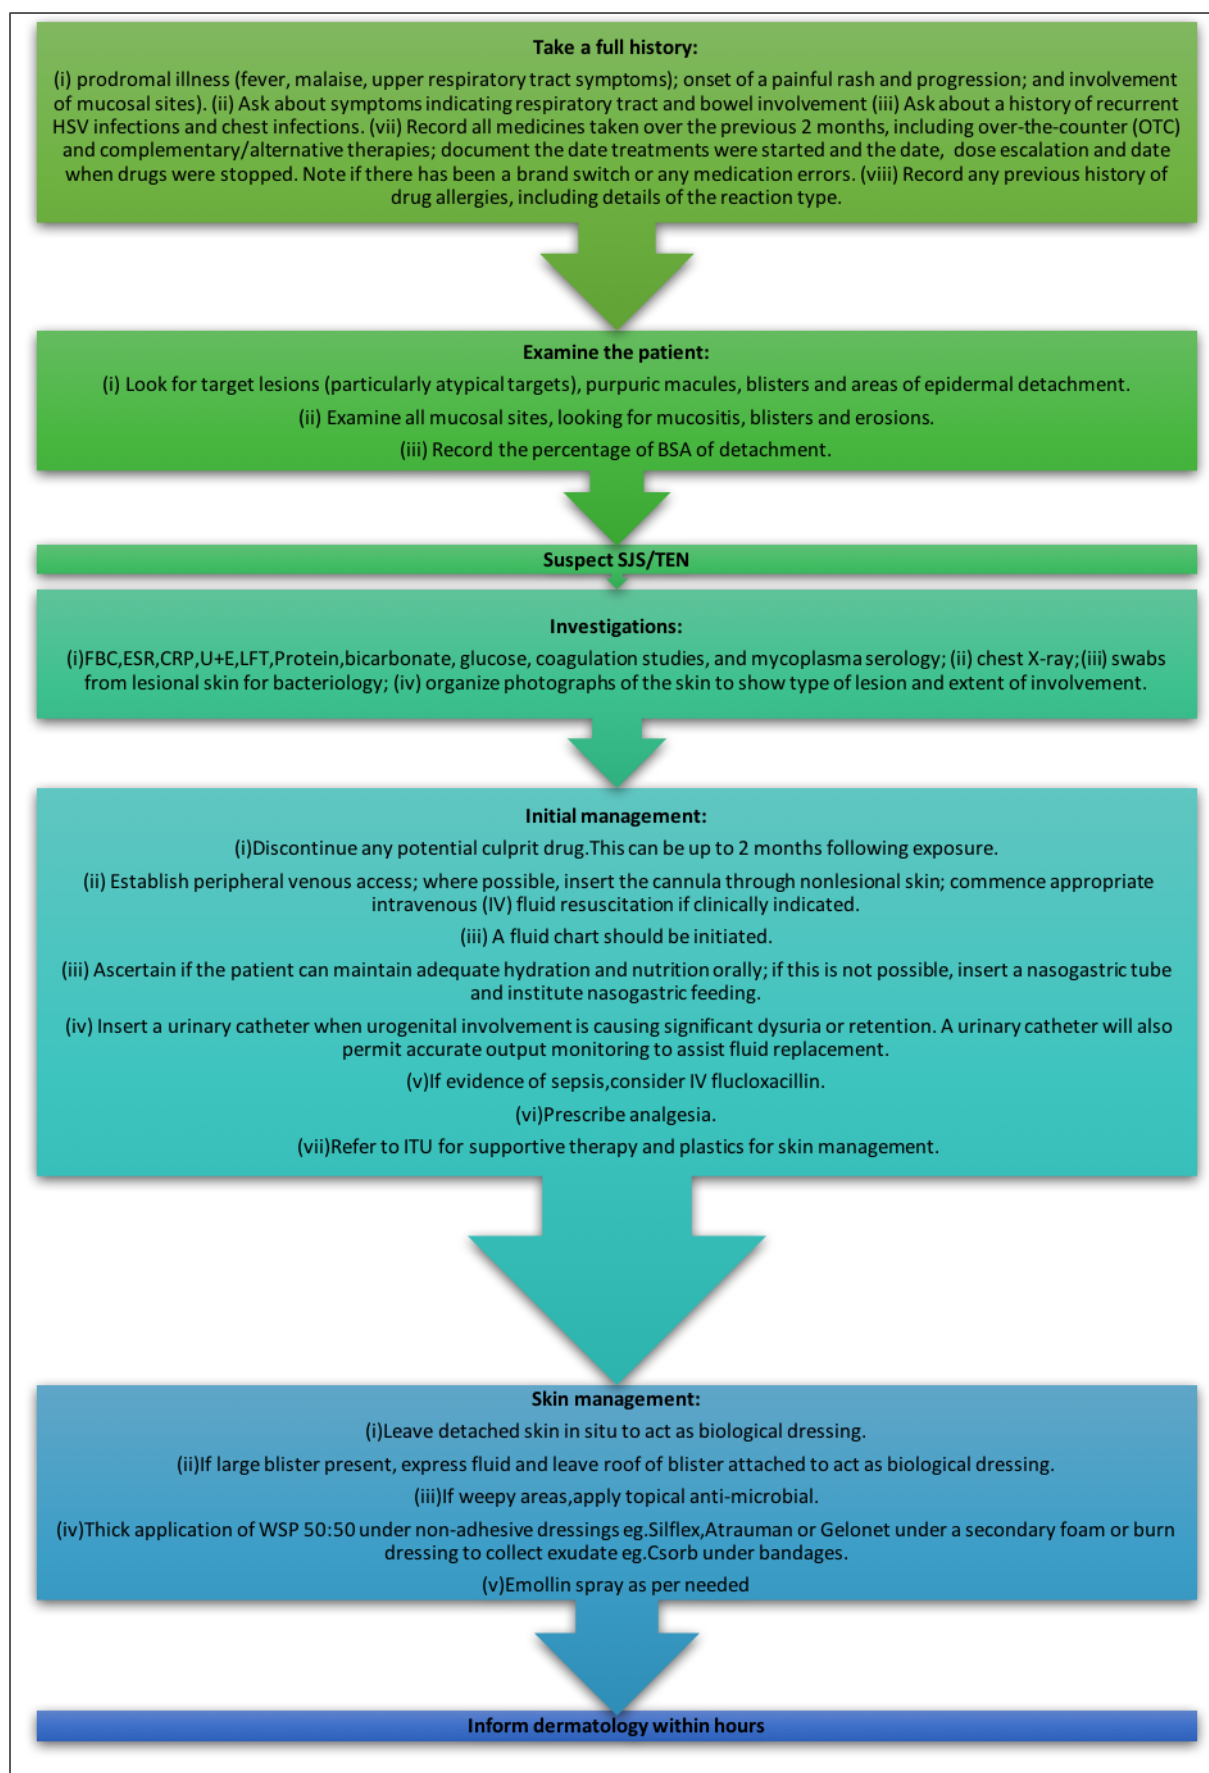 Take a full history:
(i) prodromal illness (fever, malaise, upper respiratory tract symptoms); onset of a painful rash and progression; and involvement
of mucosal sites). (ii) Ask about symptoms indicating respiratory tract and bowel involvement (iii) Ask about a history of recurrent
HSV infections and chest infections. (vii) Record all medicines taken over the previous 2 months, including over-the-counter (OTC)
and complementary/alternative therapies; document the date treatments were started and the date, dose escalation and date
when drugs were stopped. Note if there has been a brand switch or any medication errors. (viii) Record any previous history of
drug allergies, including details of the reaction type.
Examine the patient:
(i) Look for target lesions (particularly atypical targets), purpuric macules, blisters and areas of epidermal detachment.
(ii) Examine all mucosal sites, looking for mucositis, blisters and erosions.
(iii) Record the percentage of BSA of detachment.
Suspect SJS/TEN
Investigations:
(i)FBC,ESR,CRP,U+E,LFT,Protein,bicarbonate, glucose, coagulation studies, and mycoplasma serology; (ii) chest X-ray;(iii) swabs
from lesional skin for bacteriology; (iv) organize photographs of the skin to show type of lesion and extent of involvement.
Initial management:
(i)Discontinue any potential culprit drug.This can be up to 2 months following exposure.
(ii) Establish peripheral venous access; where possible, insert the cannula through nonlesional skin; commence appropriate
intravenous (IV) fluid resuscitation if clinically indicated.
(iii) A fluid chart should be initiated.
(iii) Ascertain if the patient can maintain adequate hydration and nutrition orally; if this is not possible, insert a nasogastric tube
and institute nasogastric feeding.
(iv) Insert a urinary catheter when urogenital involvement is causing significant dysuria or retention. A urinary catheter will also
permit accurate output monitoring to assist fluid replacement.
(v)If evidence of sepsis,consider IV flucloxacillin.
(vi)Prescribe analgesia.
(vii)Refer to ITU for supportive therapy and plastics for skin management.
Skin management:
(i)Leave detached skin in situ to act as biological dressing.
(ii)If large blister present, express fluid and leave roof of blister attached to act as biological dressing.
(iii)If weepy areas,apply topical anti-microbial.
(iv)Thick application of WSP 50:50 under non-adhesive dressings eg.Silflex,Atrauman or Gelonet under a secondary foam or burn
dressing to collect exudate eg.Csorb under bandages.
(v)Emollin spray as per needed
Inform dermatology within hours